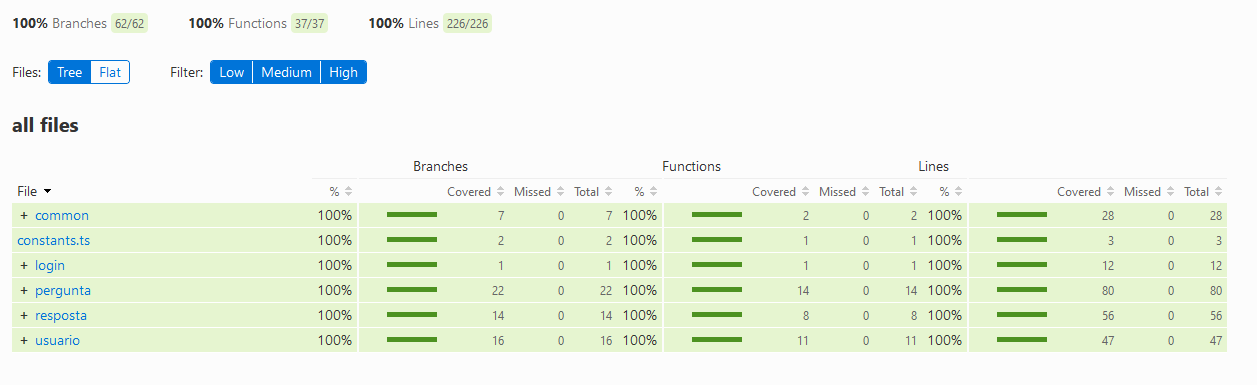 100% Branches 62/62 100% Functions 37/37 100% Lines 226/226
Files: Tree Flat Filter: Low Medium High
all files
Branches Functions Lines
File % Covered Missed Total % Covered Missed Total % Covered Missed Total
+ common 100% 7 0 7 100% 2 0 2 100% 28 0 28
constants.ts 100% 2 0 2 100% 1 0 1 100% 3 0 3
+ login 100% 1 0 1 100% 1 0 1 100% 12 0 12
+ pergunta 100% 22 0 22 100% 14 0 14 100% 80 0 80
+ resposta 100% 14 0 14 100% 8 0 8 100% 56 0 56
+ usuario 100% 16 0 16 100% 11 0 11 100% 47 0 47